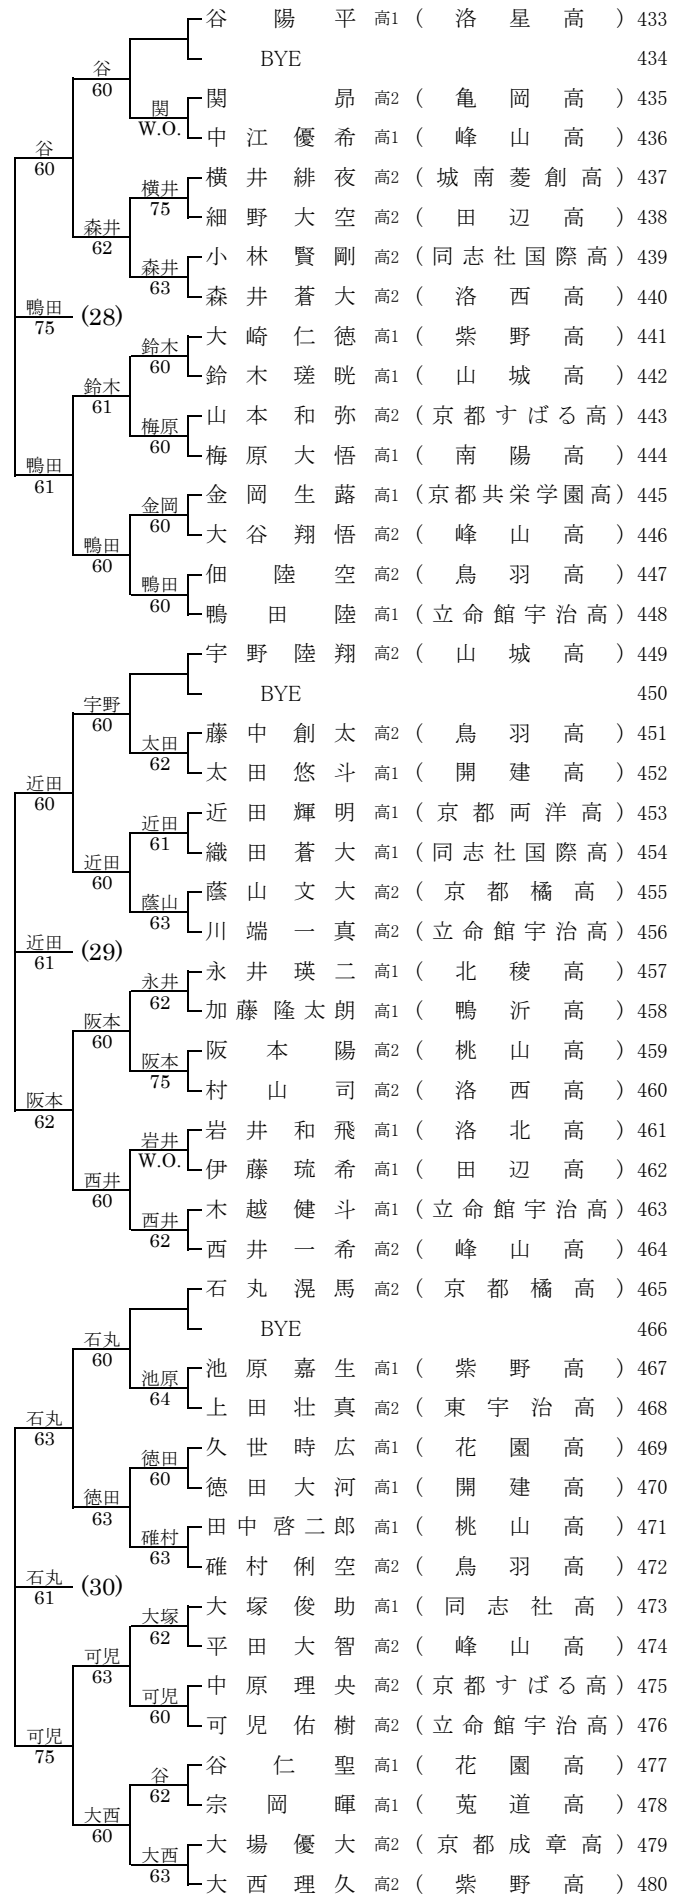 谷 陽 平 高1 ( 洛 星 高 ) 433
BYE 434
谷
60
関 昴 高2 ( 亀 岡 高 ) 435
関
W.O.
中 江 優 希 高1 ( 峰 山 高 ) 436
谷
60
横 井 緋 夜 高2 ( 城 南 菱 創 高 ) 437
横井
75
細 野 大 空 高2 ( 田 辺 高 ) 438
森井
62
小 林 賢 剛 高2 ( 同 志 社 国 際 高 ) 439
森井
63
森 井 蒼 大 高2 ( 洛 西 高 ) 440
鴨田
75
(28)
大 崎 仁 徳 高1 ( 紫 野 高 ) 441
鈴木
60
鈴 木 瑳 晄 高1 ( 山 城 高 ) 442
鈴木
61
山 本 和 弥 高2 ( 京 都 す ば る 高 ) 443
梅原
60
梅 原 大 悟 高1 ( 南 陽 高 ) 444
鴨田
61
金 岡 生 蕗 高1 ( 京 都 共 栄 学 園 高 ) 445
金岡
60
大 谷 翔 悟 高2 ( 峰 山 高 ) 446
鴨田
60
佃 陸 空 高2 ( 鳥 羽 高 ) 447
鴨田
60
鴨 田 陸 高1 ( 立 命 館 宇 治 高 ) 448
宇 野 陸 翔 高2 ( 山 城 高 ) 449
BYE 450
宇野
60
藤 中 創 太 高2 ( 鳥 羽 高 ) 451
太田
62
太 田 悠 斗 高1 ( 開 建 高 ) 452
近田
60
近 田 輝 明 高1 ( 京 都 両 洋 高 ) 453
近田
61
織 田 蒼 大 高1 ( 同 志 社 国 際 高 ) 454
近田
60
蔭 山 文 大 高2 ( 京 都 橘 高 ) 455
蔭山
63
川 端 一 真 高2 ( 立 命 館 宇 治 高 ) 456
近田
61
(29)
永 井 瑛 二 高1 ( 北 稜 高 ) 457
永井
62
加 藤 隆 太 朗 高1 ( 鴨 沂 高 ) 458
阪本
60
阪 本 陽 高2 ( 桃 山 高 ) 459
阪本
75
村 山 司 高2 ( 洛 西 高 ) 460
阪本
62
岩 井 和 飛 高1 ( 洛 北 高 ) 461
岩井
W.O.
伊 藤 琉 希 高1 ( 田 辺 高 ) 462
西井
60
木 越 健 斗 高1 ( 立 命 館 宇 治 高 ) 463
西井
62
西 井 一 希 高2 ( 峰 山 高 ) 464
石 丸 滉 馬 高2 ( 京 都 橘 高 ) 465
BYE 466
石丸
60
池 原 嘉 生 高1 ( 紫 野 高 ) 467
池原
64
上 田 壮 真 高2 ( 東 宇 治 高 ) 468
石丸
63
久 世 時 広 高1 ( 花 園 高 ) 469
徳田
60
徳 田 大 河 高1 ( 開 建 高 ) 470
徳田
63
田 中 啓 二 郎 高1 ( 桃 山 高 ) 471
碓村
63
碓 村 俐 空 高2 ( 鳥 羽 高 ) 472
石丸
61
(30)
大 塚 俊 助 高1 ( 同 志 社 高 ) 473
大塚
62
平 田 大 智 高2 ( 峰 山 高 ) 474
可児
63
中 原 理 央 高2 ( 京 都 す ば る 高 ) 475
可児
60
可 児 佑 樹 高2 ( 立 命 館 宇 治 高 ) 476
可児
75
谷 仁 聖 高1 ( 花 園 高 ) 477
谷
62
宗 岡 暉 高1 ( 莵 道 高 ) 478
大西
60
大 場 優 大 高2 ( 京 都 成 章 高 ) 479
大西
63
大 西 理 久 高2 ( 紫 野 高 ) 480